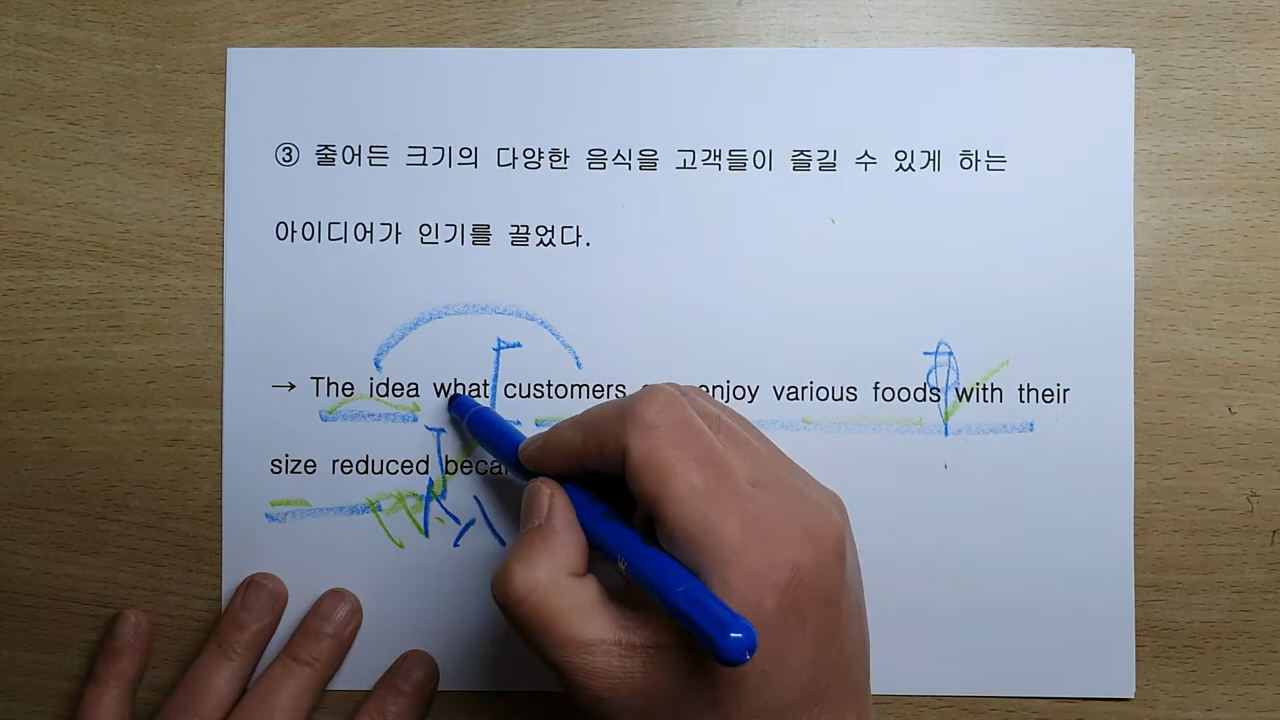 ③ 줄어든 크기의 다양한 음식을 고객들이 즐길 수 있게 하는
아이디어가 인기를 끌었다.
→ The idea what customers enjoy various foods with their
size reduced